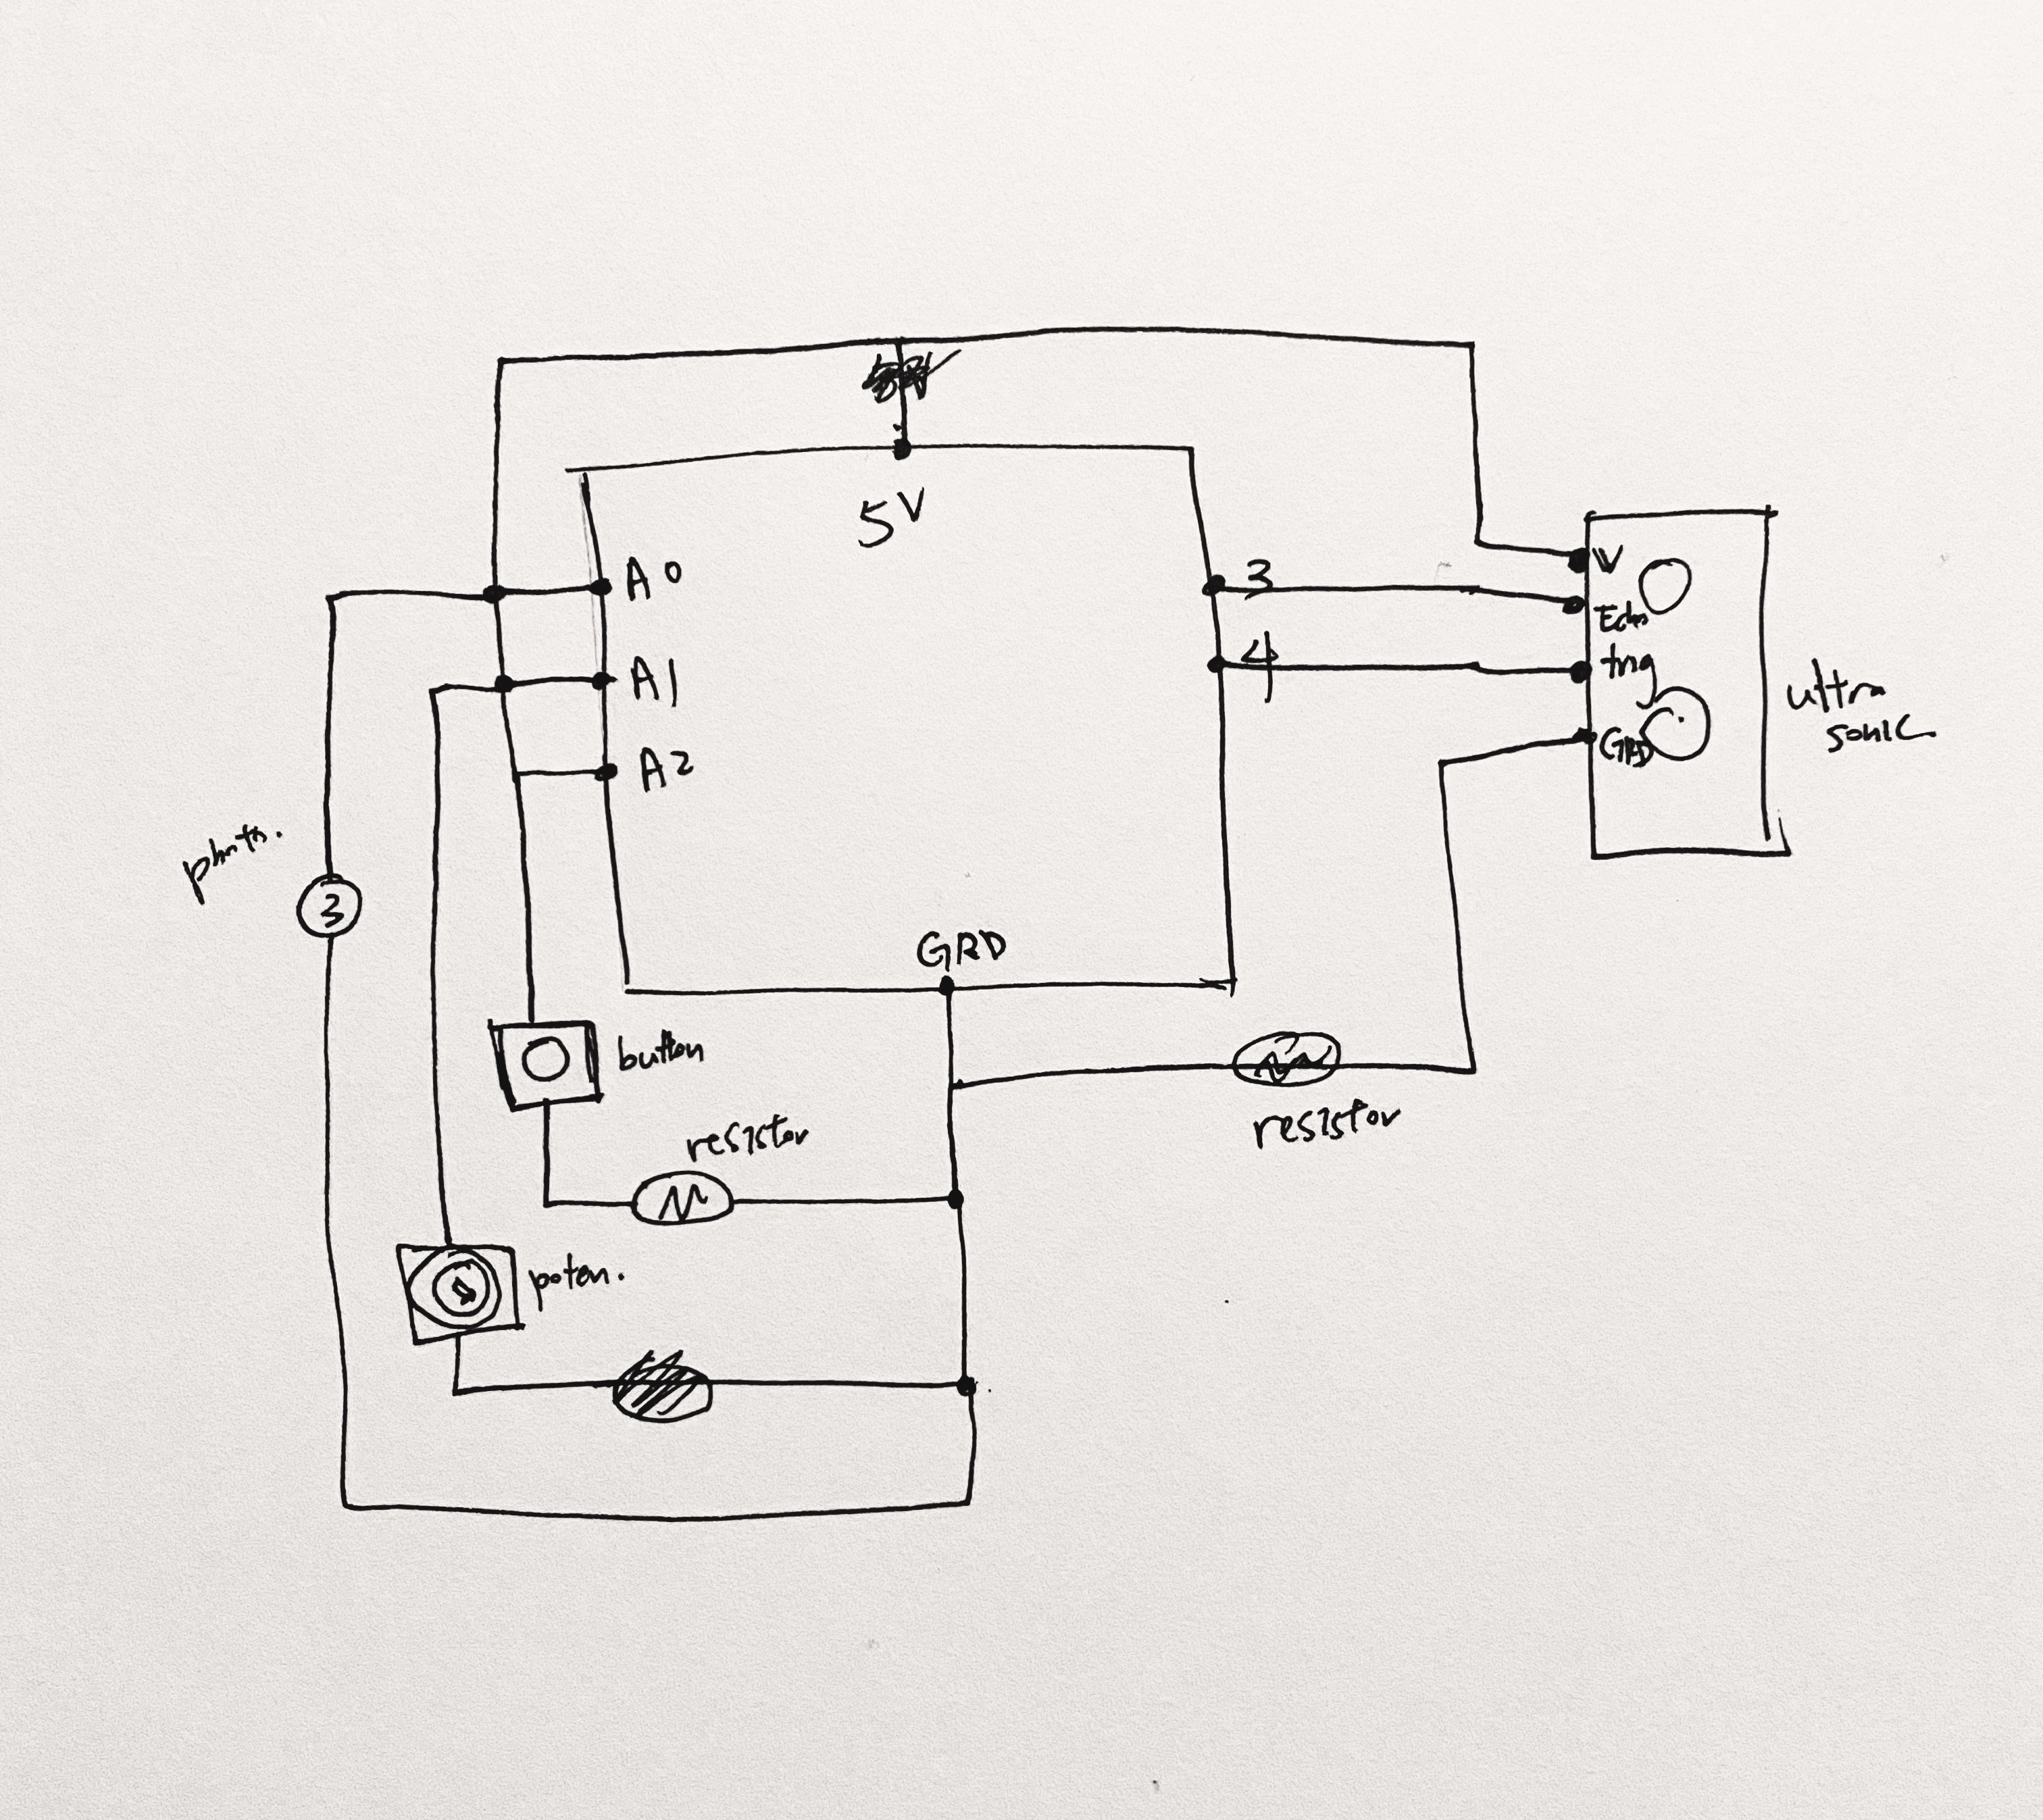 5V
A0
A1
A2
3
4
V
Echo
trig
GRD
ultra
sonic
GRD
photo.
3
button
resistor
resistor
poten.